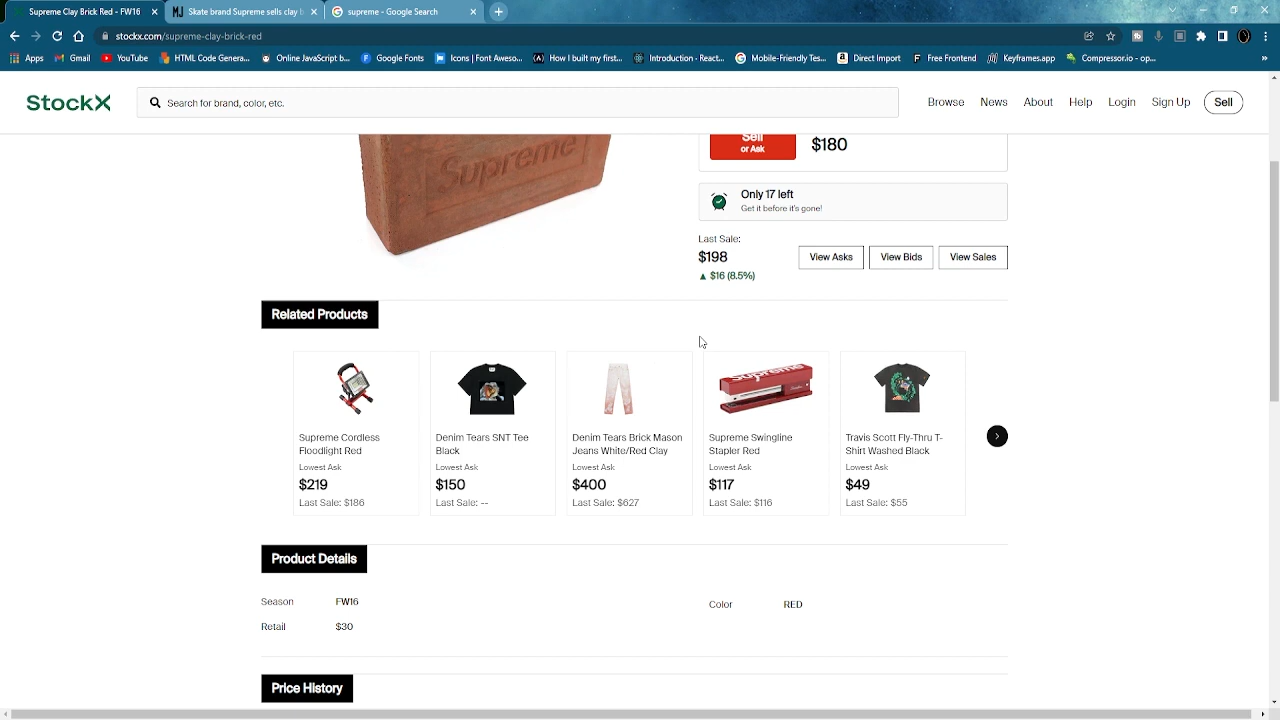 Supreme Clay Brick Red - FW16
Skate brand Supreme sells clay b
supreme - Google Search
stockx.com/supreme-clay-brick-red
Apps
Gmail
YouTube
HTML Code Genera...
Online JavaScript b...
Google Fonts
Icons | Font Aweso...
How I built my first...
Introduction - React...
Mobile-Friendly Tes...
Direct Import
Free Frontend
Keyframes.app
Compressor.io - op...
StockX
Search for brand, color, etc.
Browse
News
About
Help
Login
Sign Up
Sell
Supreme
Sell
or Ask
$180
Only 17 left
Get it before it's gone!
Last Sale:
$198
▲ $16 (8.5%)
View Asks
View Bids
View Sales
Related Products
Supreme Cordless
Floodlight Red
Lowest Ask
$219
Last Sale: $186
Denim Tears SNT Tee
Black
Lowest Ask
$150
Last Sale: --
Denim Tears Brick Mason
Jeans White/Red Clay
Lowest Ask
$400
Last Sale: $627
Supreme
Supreme Swingline
Stapler Red
Lowest Ask
$117
Last Sale: $116
Travis Scott Fly-Thru T-
Shirt Washed Black
Lowest Ask
$49
Last Sale: $55
Product Details
Season
FW16
Color
RED
Retail
$30
Price History